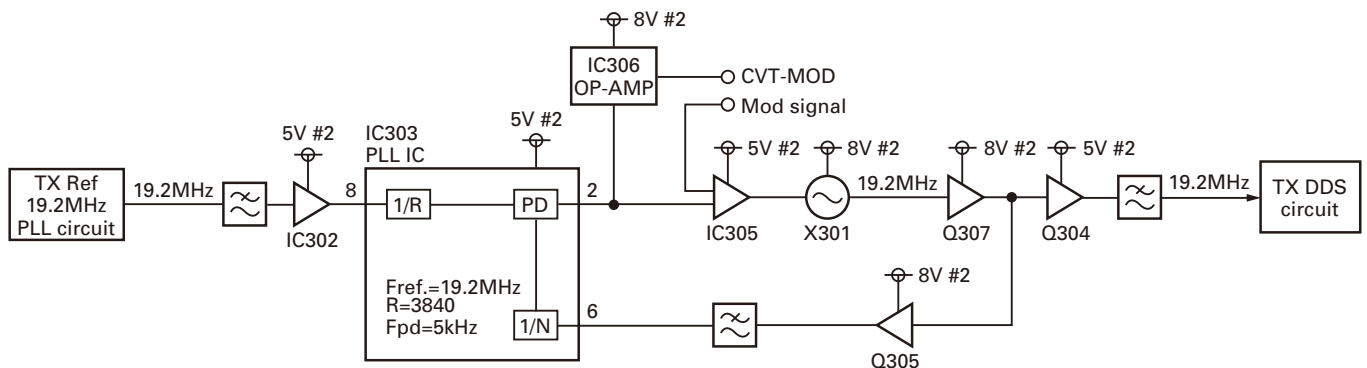 8V #2
IC306
OP-AMP
CVT-MOD
Mod signal
5V #2
IC303
PLL IC
5V #2
5V #2
8V #2
8V #2
5V #2
TX Ref
19.2MHz
PLL circuit
19.2MHz
IC302
8
1/R
PD
2
IC305
X301
19.2MHz
Q307
Q304
19.2MHz
TX DDS
circuit
Fref.=19.2MHz
R=3840
Fpd=5kHz
1/N
6
8V #2
Q305